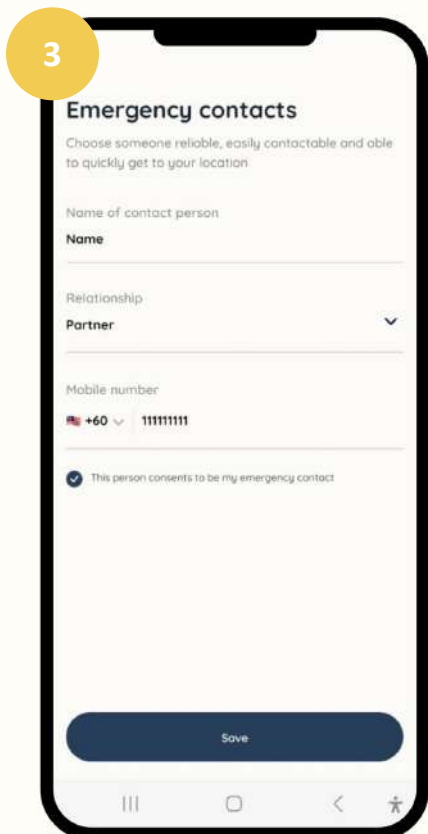 3
Emergency contacts
Choose someone reliable, easily contactable and able
to quickly get to your location
Name of contact person
Name
Relationship
Partner
Mobile number
+60 111111111
This person consents to be my emergency contact
Save